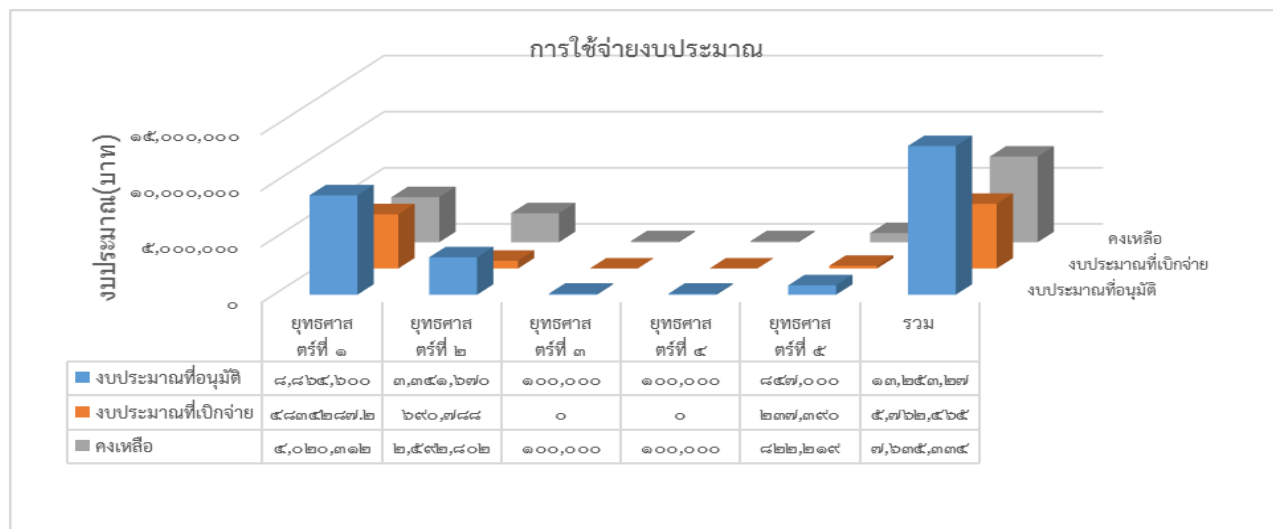 การใช้จ่ายงบประมาณ
งบประมาณ(บาท)
๑๕,๐๐๐,๐๐๐
๑๐,๐๐๐,๐๐๐
๕,๐๐๐,๐๐๐
๐
คงเหลือ
งบประมาณที่เบิกจ่าย
งบประมาณที่อนุมัติ
ยุทธศาส ยุทธศาส ยุทธศาส ยุทธศาส ยุทธศาส รวม
ตร์ที่ ๑ ตร์ที่ ๒ ตร์ที่ ๓ ตร์ที่ ๔ ตร์ที่ ๕
งบประมาณที่อนุมัติ ๘,๘๖๔,๖๐๐ ๓,๓๔๑,๖๗๐ ๑๐๐,๐๐๐ ๑๐๐,๐๐๐ ๘๔๗,๐๐๐ ๑๓,๒๕๓,๒๗
งบประมาณที่เบิกจ่าย ๔๘๓๔๒๘๗.๒ ๖๙๐,๗๘๘ ๐ ๐ ๒๓๗,๓๙๐ ๕,๗๖๒,๔๖๕
คงเหลือ ๔,๐๒๐,๓๑๒ ๒,๕๙๒,๘๐๒ ๑๐๐,๐๐๐ ๑๐๐,๐๐๐ ๘๒๒,๒๑๙ ๗,๖๓๕,๓๓๔